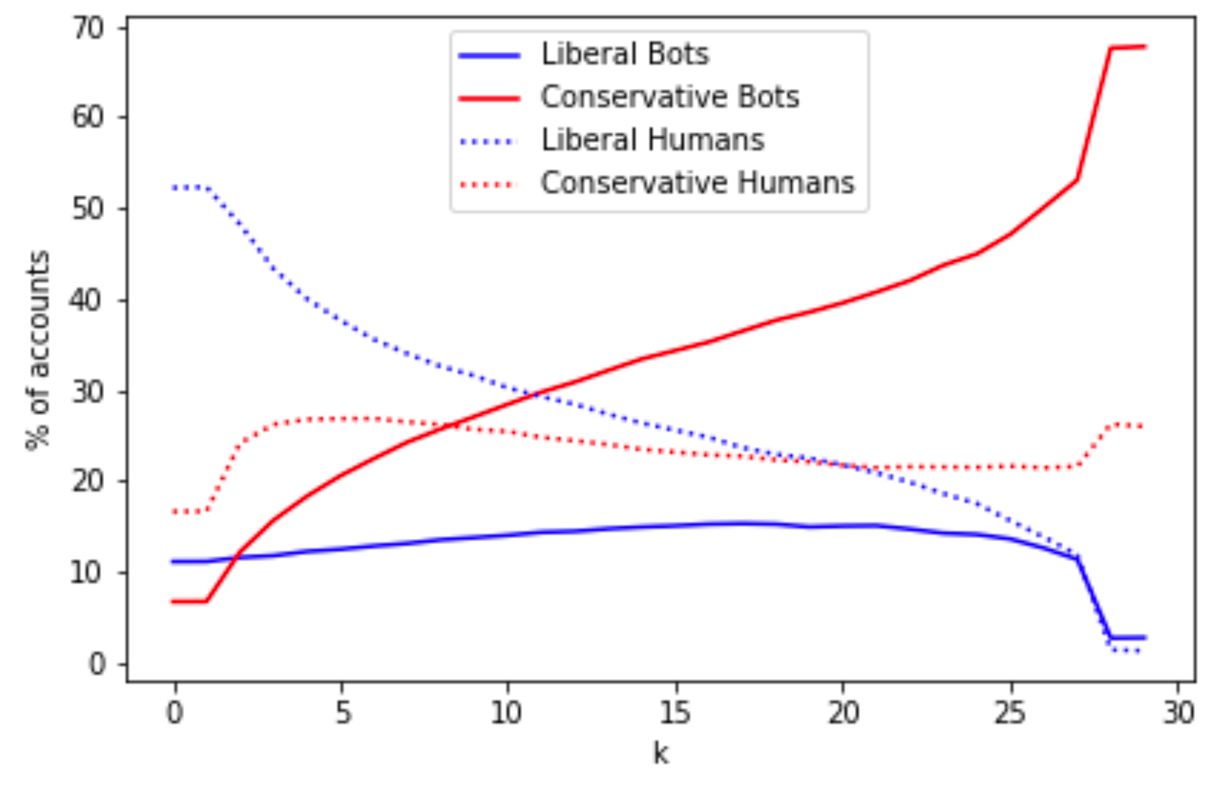 70
60
50
40
30
20
10
0
% of accounts
Liberal Bots
Conservative Bots
Liberal Humans
Conservative Humans
0 5 10 15 20 25 30
k